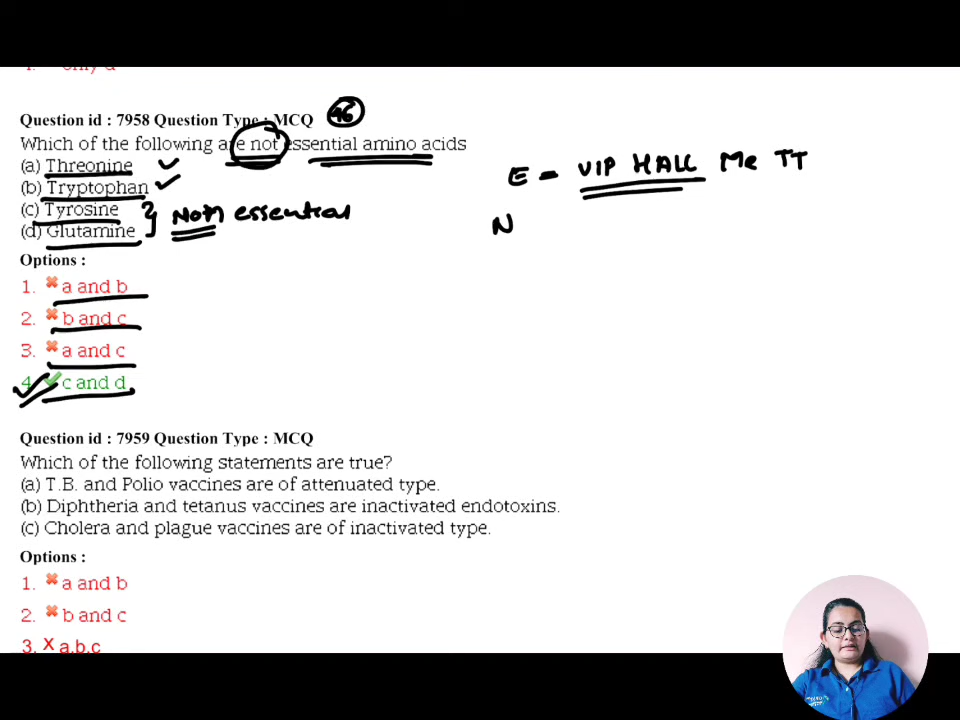 only a
Question id : 7958 Question Type : MCQ 46
Which of the following are not essential amino acids
(a) Threonine
(b) Tryptophan
(c) Tyrosine
(d) Glutamine
Non essential
E = VIP HALL Me TT
N
Options :
1. a and b
2. b and c
3. a and c
4. c and d
Question id : 7959 Question Type : MCQ
Which of the following statements are true?
(a) T.B. and Polio vaccines are of attenuated type.
(b) Diphtheria and tetanus vaccines are inactivated endotoxins.
(c) Cholera and plague vaccines are of inactivated type.
Options :
1. a and b
2. b and c
3. X a,b,c